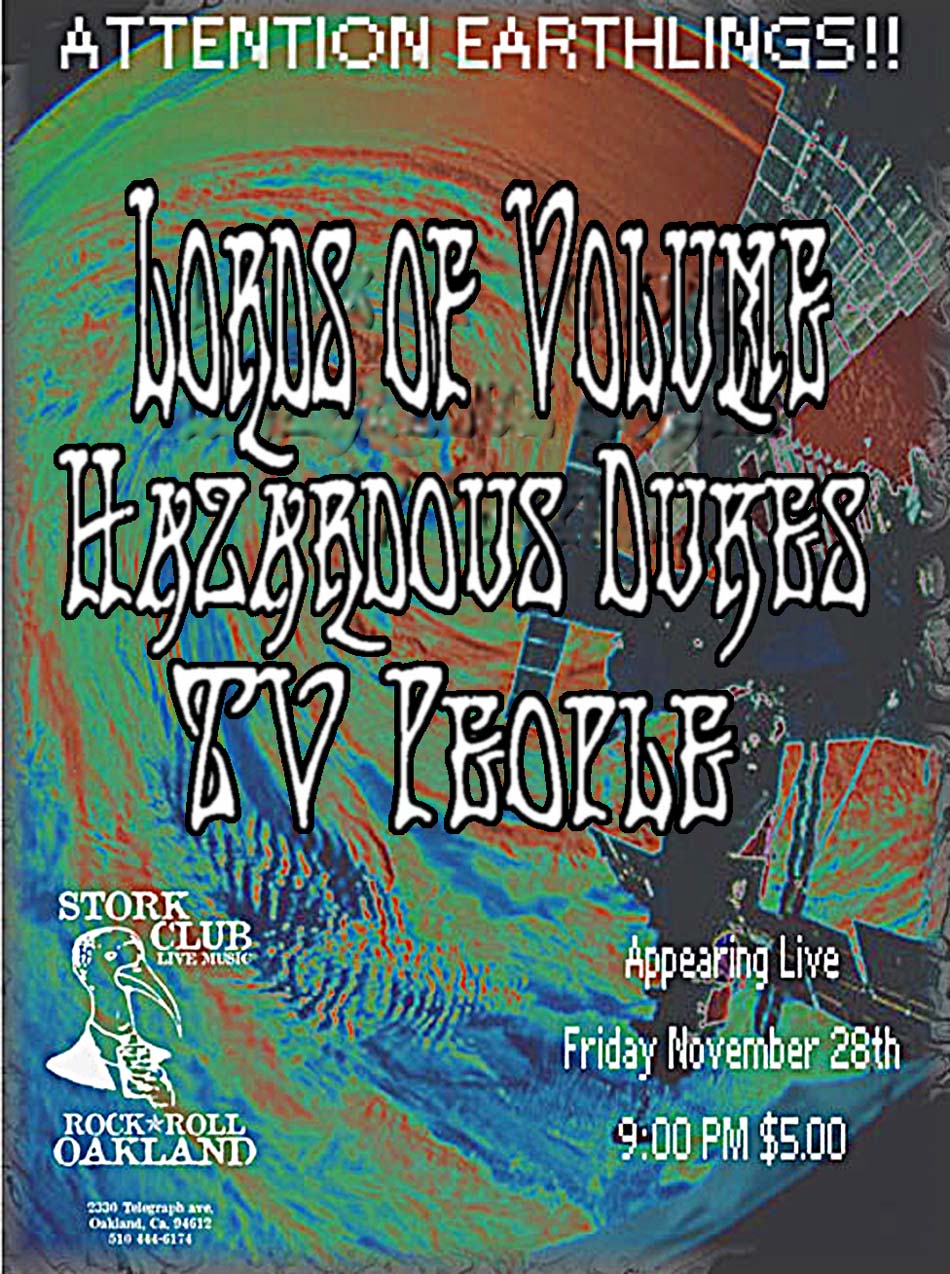 ATTENTION EARTHLINGS!!
LORDS OF VOLUME
HAZARDOUS DUKES
TV PEOPLE
STORK
CLUB
LIVE MUSIC
ROCK★ROLL
OAKLAND
2330 Telegraph ave.
Oakland, Ca. 94612
510 444-6174
Appearing Live
Friday November 28th
9:00 PM $5.00